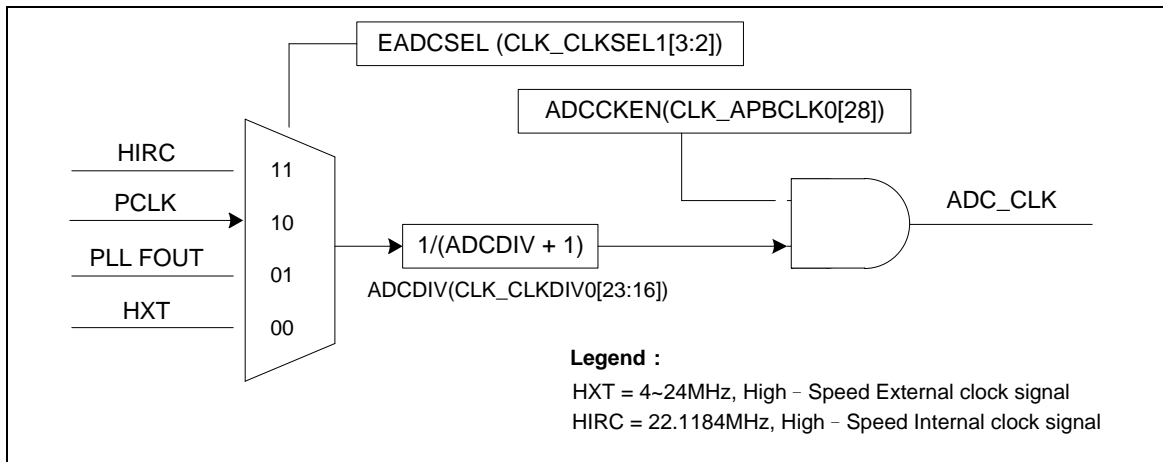 EADCSEL (CLK_CLKSEL1[3:2])
ADCCKEN(CLK_APBCLK0[28])
HIRC
11
PCLK
10
ADC_CLK
PLL FOUT
01
1/(ADCDIV + 1)
ADCDIV(CLK_CLKDIV0[23:16])
HXT
00
Legend :
HXT = 4~24MHz, High - Speed External clock signal
HIRC = 22.1184MHz, High - Speed Internal clock signal